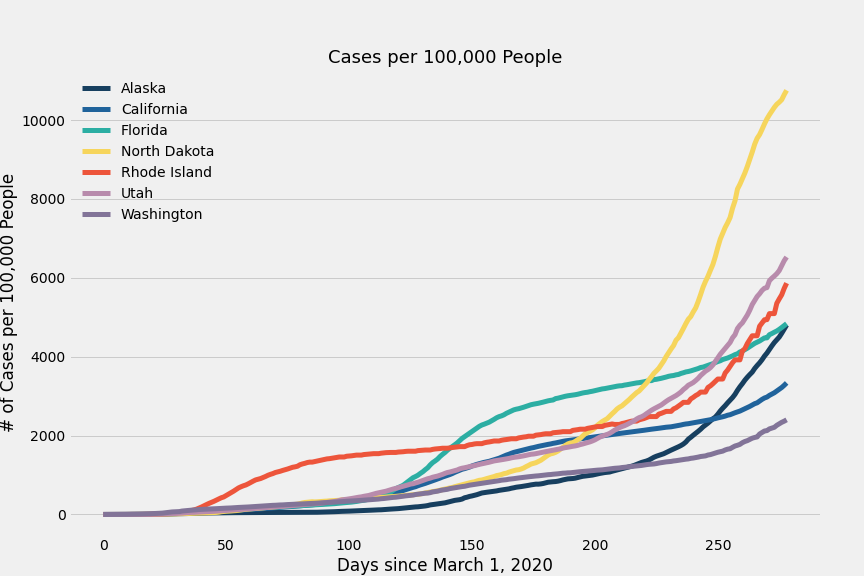 Cases per 100,000 People
Alaska
California
Florida
North Dakota
Rhode Island
Utah
Washington
# of Cases per 100,000 People
10000
8000
6000
4000
2000
0
0 50 100 150 200 250
Days since March 1, 2020